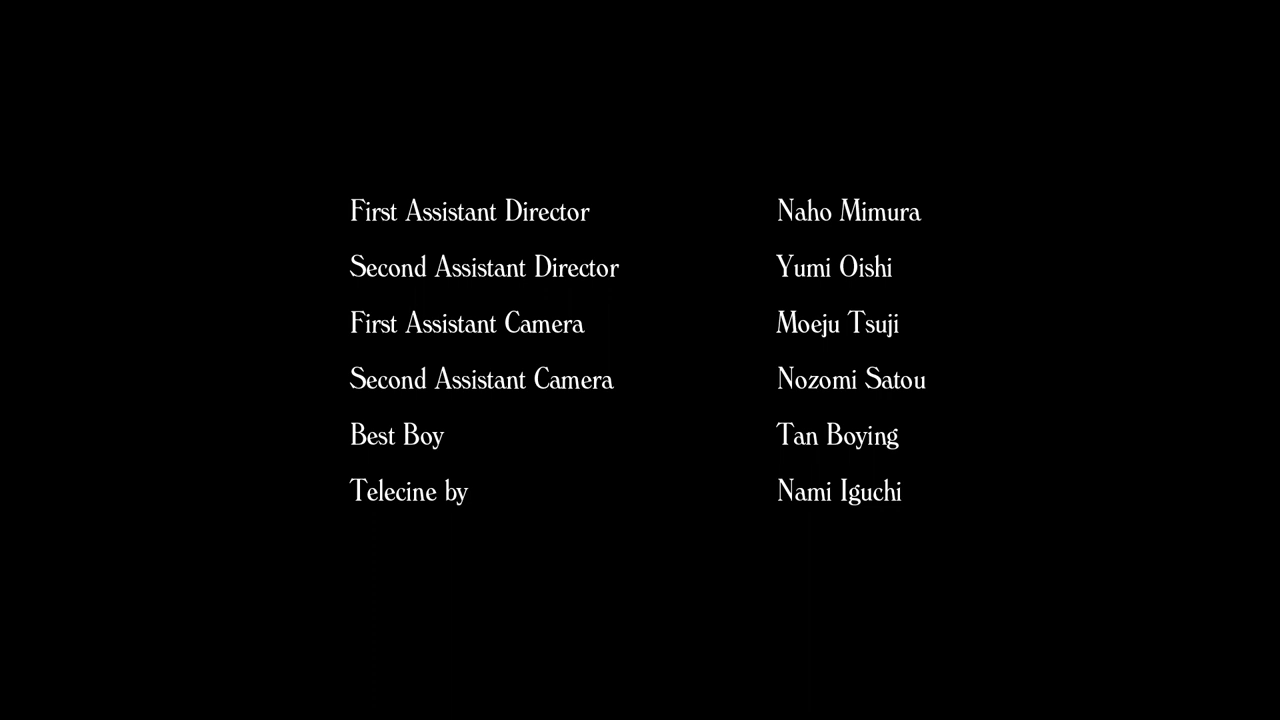 First Assistant Director Naho Mimura
Second Assistant Director Yumi Oishi
First Assistant Camera Moeju Tsuji
Second Assistant Camera Nozomi Satou
Best Boy Tan Boying
Telecine by Nami Iguchi